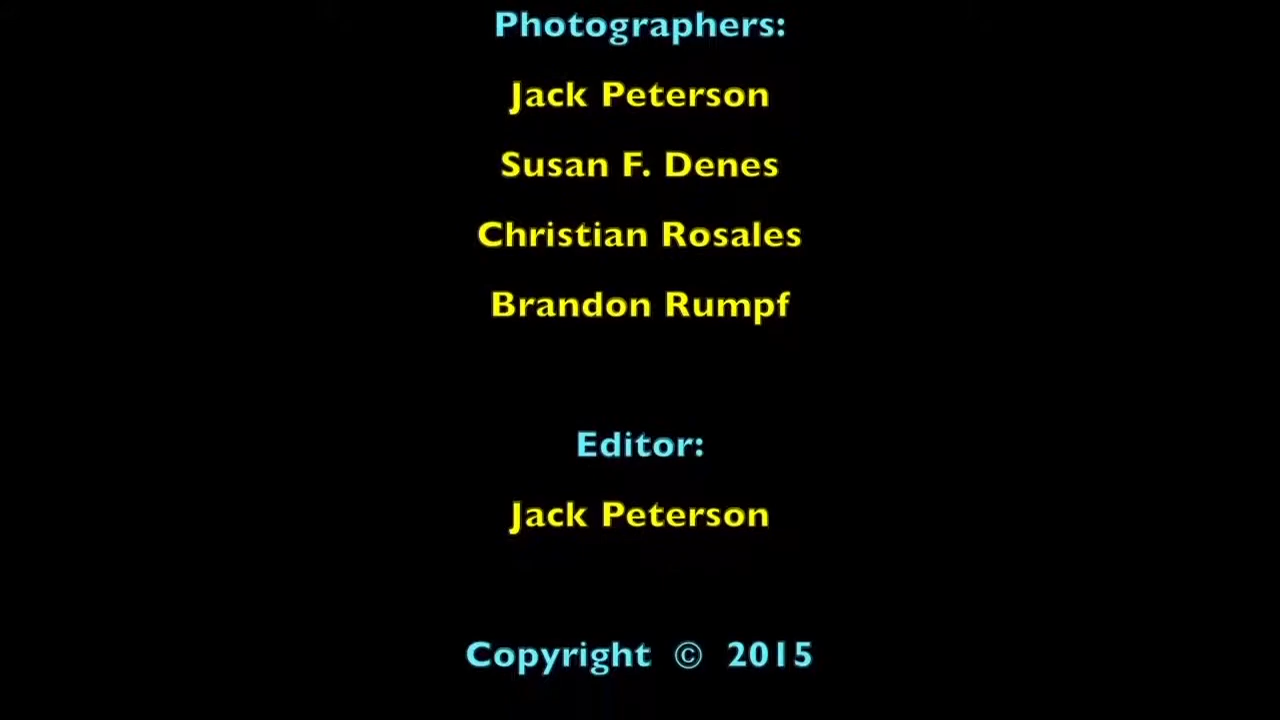 Photographers:
Jack Peterson
Susan F. Denes
Christian Rosales
Brandon Rumpf
Editor:
Jack Peterson
Copyright © 2015